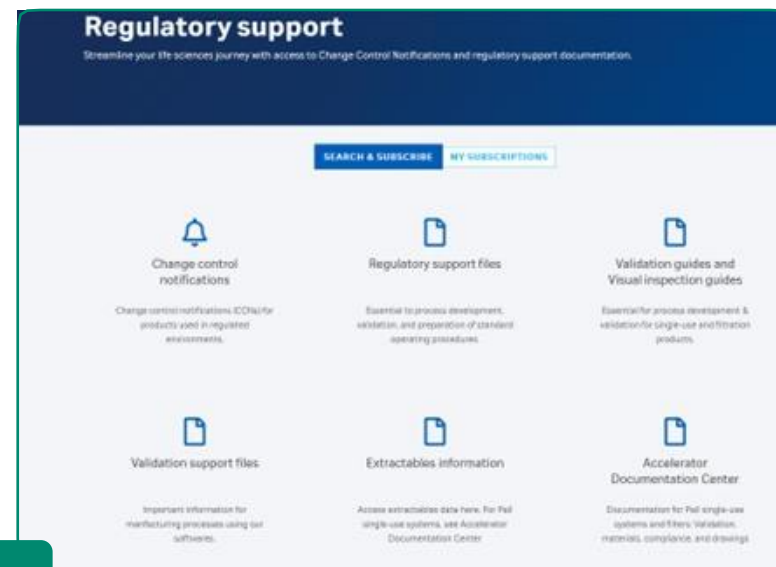 Regulatory support
Streamline your life sciences journey with access to Change Control Notifications and regulatory support documentation.
SEARCH & SUBSCRIBE
MY SUBSCRIPTIONS
Change control
notifications
Change control notifications (CCNs) for
products used in regulated
environments.
Regulatory support files
Essential to process development,
validation, and preparation of standard
operating procedures.
Validation guides and
Visual inspection guides
Essential for process development &
validation for single-use and filtration
products.
Validation support files
Important information for
manfacturing processes using our
softwares.
Extractables information
Access extractables data here. For Pall
single-use systems, see Accelerator
Documentation Center
Accelerator
Documentation Center
Documentation for Pall single-use
systems and filters: Validation,
materials, compliance, and drawings